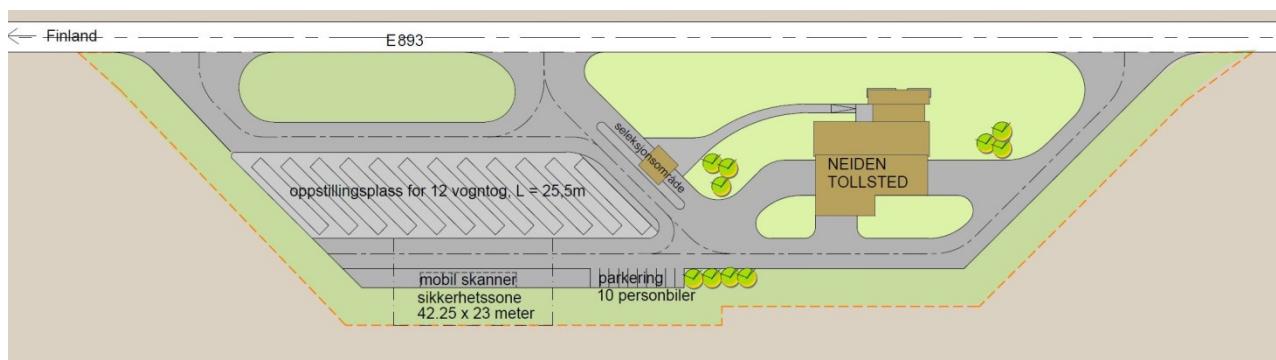 Finland
E893
seleksjonsområde
NEIDEN
TOLLSTED
oppstillingsplass for 12 vogntog, L = 25,5m
mobil skanner
sikkerhetssone
42.25 x 23 meter
parkering
10 personbiler